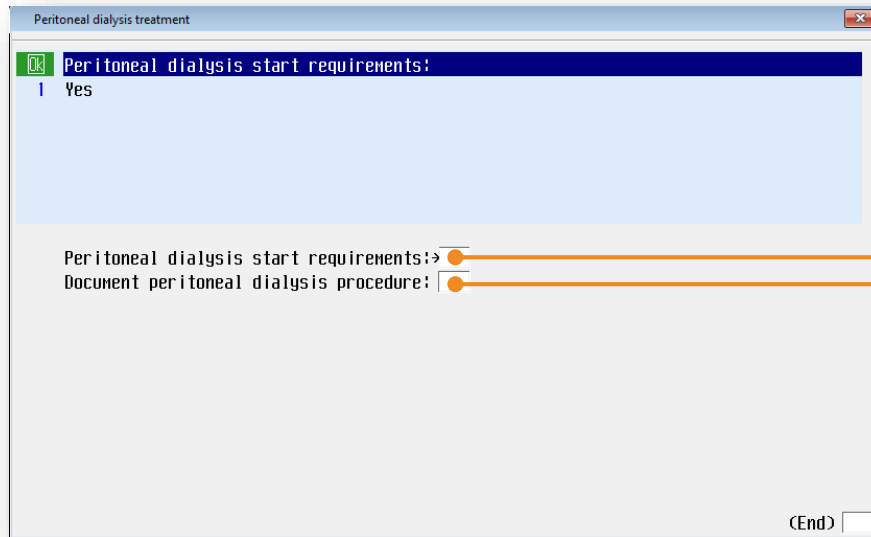 Peritoneal dialysis treatment
Ok Peritoneal dialysis start requirements:
1 Yes
Peritoneal dialysis start requirements:→
Document peritoneal dialysis procedure:
(End)